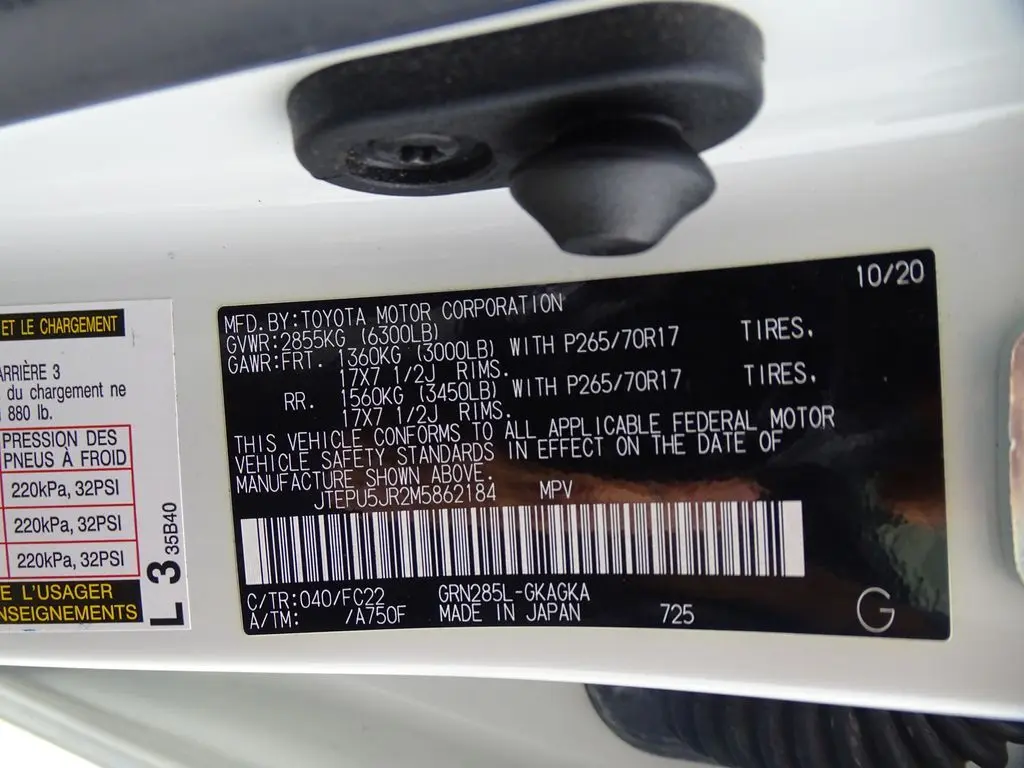 ET LE CHARGEMENT
ARRIÈRE 3
du chargement ne
880 lb.
PRESSION DES
PNEUS À FROID
220kPa, 32PSI
220kPa, 32PSI
220kPa, 32PSI
L'USAGER
L 3
35B40
10/20
MFD.BY:TOYOTA MOTOR CORPORATION
GVWR:2855KG (6300LB)
GAWR:FRT. 1360KG (3000LB) WITH P265/70R17 TIRES.
17X7 1/2J RIMS.
RR. 1560KG (3450LB) WITH P265/70R17 TIRES.
17X7 1/2J RIMS.
THIS VEHICLE CONFORMS TO ALL APPLICABLE FEDERAL MOTOR
VEHICLE SAFETY STANDARDS IN EFFECT ON THE DATE OF
MANUFACTURE SHOWN ABOVE.
JTEPU5JR2M5862184 MPV
C/TR:040/FC22 GRN285L-GKAGKA
A/TM: /A750F MADE IN JAPAN 725
G